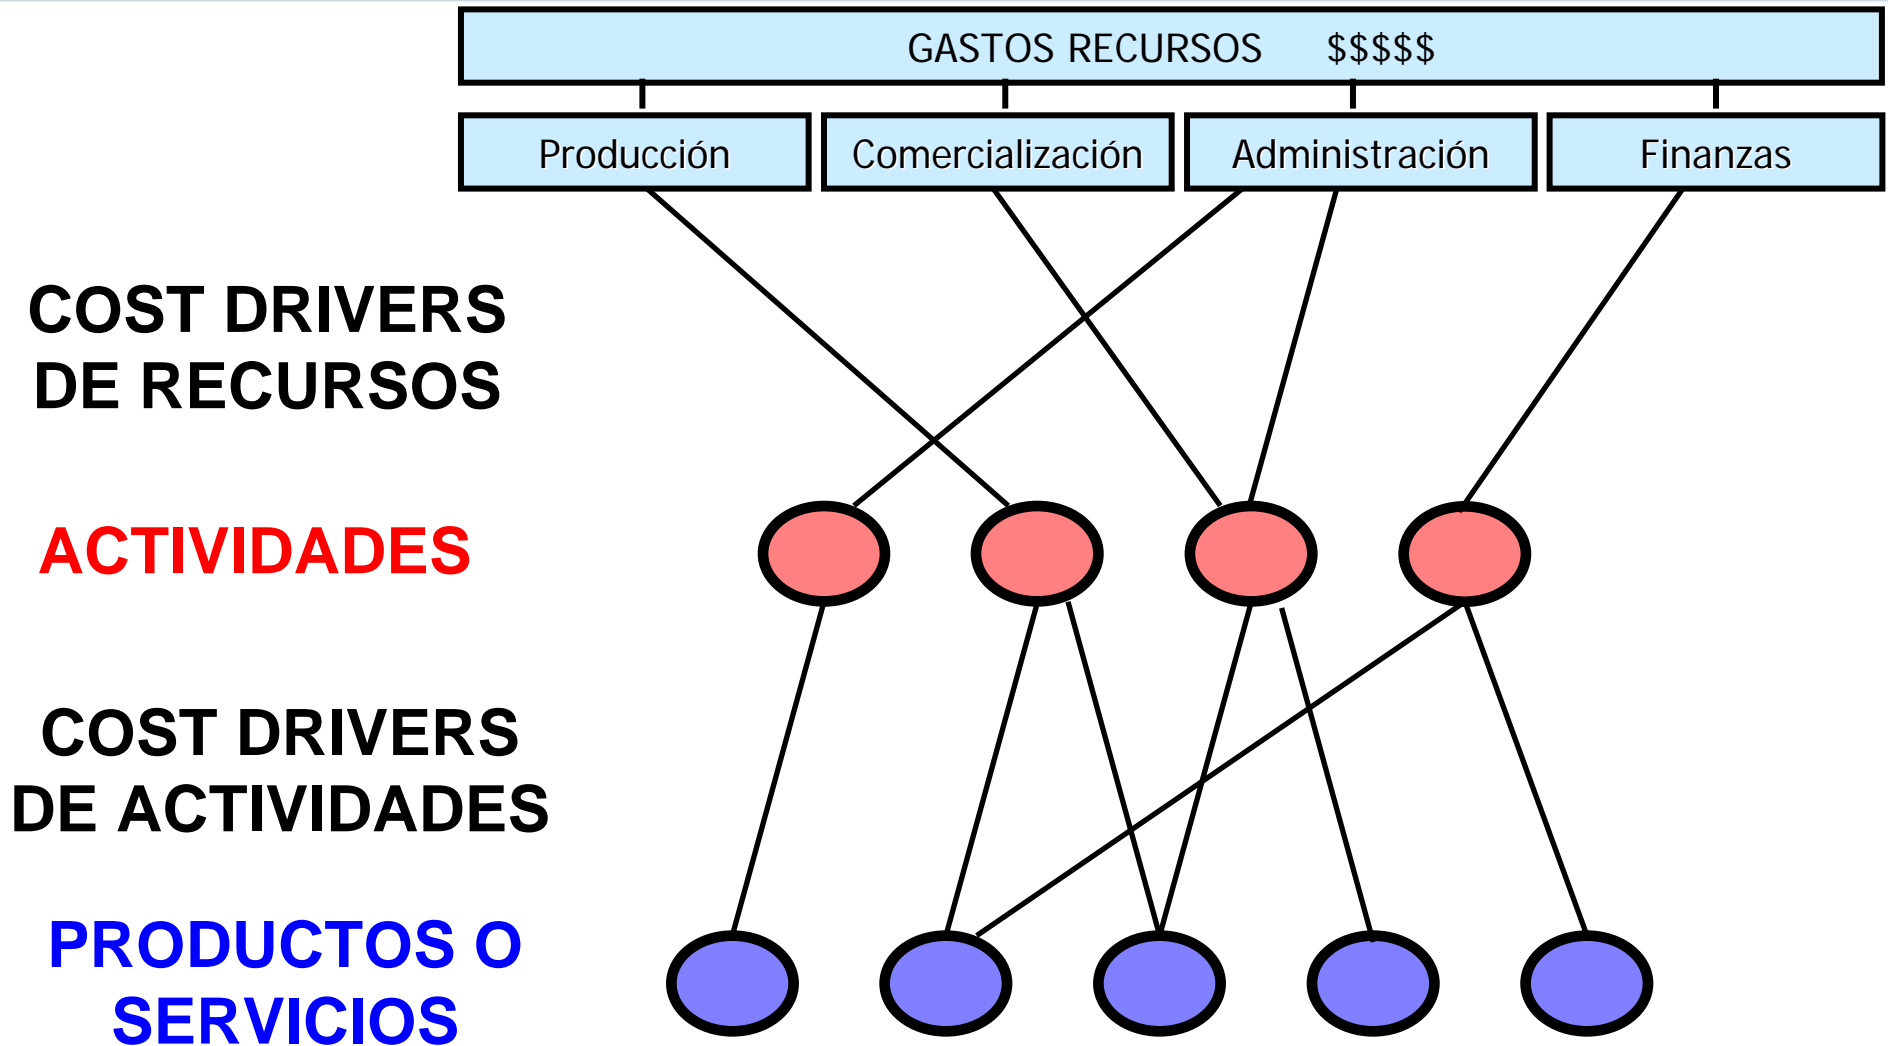 GASTOS RECURSOS $$$$$
Producción
Comercialización
Administración
Finanzas
COST DRIVERS
DE RECURSOS
ACTIVIDADES
COST DRIVERS
DE ACTIVIDADES
PRODUCTOS O
SERVICIOS